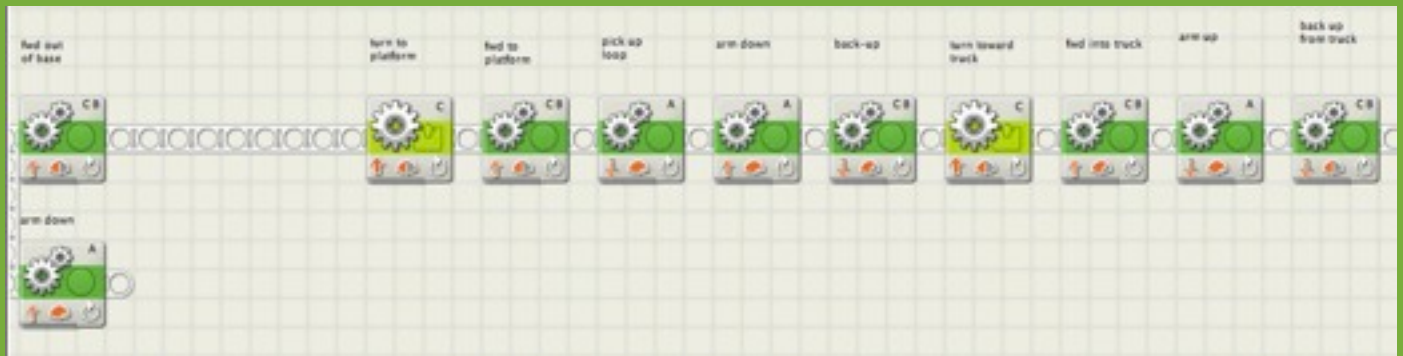 fwd out
of base
turn to
platform
fwd to
platform
pick up
loop
arm down
back-up
turn toward
truck
fwd into truck
arm up
back up
from truck
C B
C
C B
A
A
C B
C
C B
A
C B
arm down
A